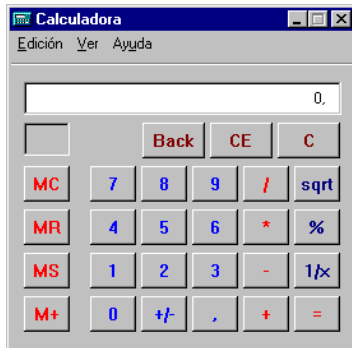 Calculadora
Edición Ver Ayuda
0,
Back CE C
MC 7 8 9 / sqrt
MR 4 5 6 * %
MS 1 2 3 - 1/x
M+ 0 +/- , + =